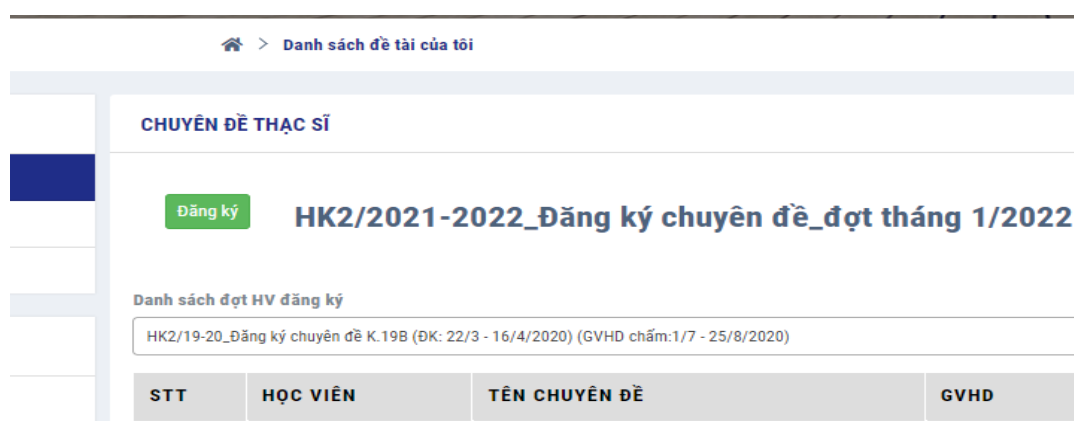 > Danh sách đề tài của tôi
CHUYÊN ĐỀ THẠC SĨ
Đăng ký
HK2/2021-2022_Đăng ký chuyên đề_đợt tháng 1/2022
Danh sách đợt HV đăng ký
HK2/19-20_Đăng ký chuyên đề K.19B (ĐK: 22/3 - 16/4/2020) (GVHD chấm:1/7 - 25/8/2020)
STT HỌC VIÊN TÊN CHUYÊN ĐỀ GVHD